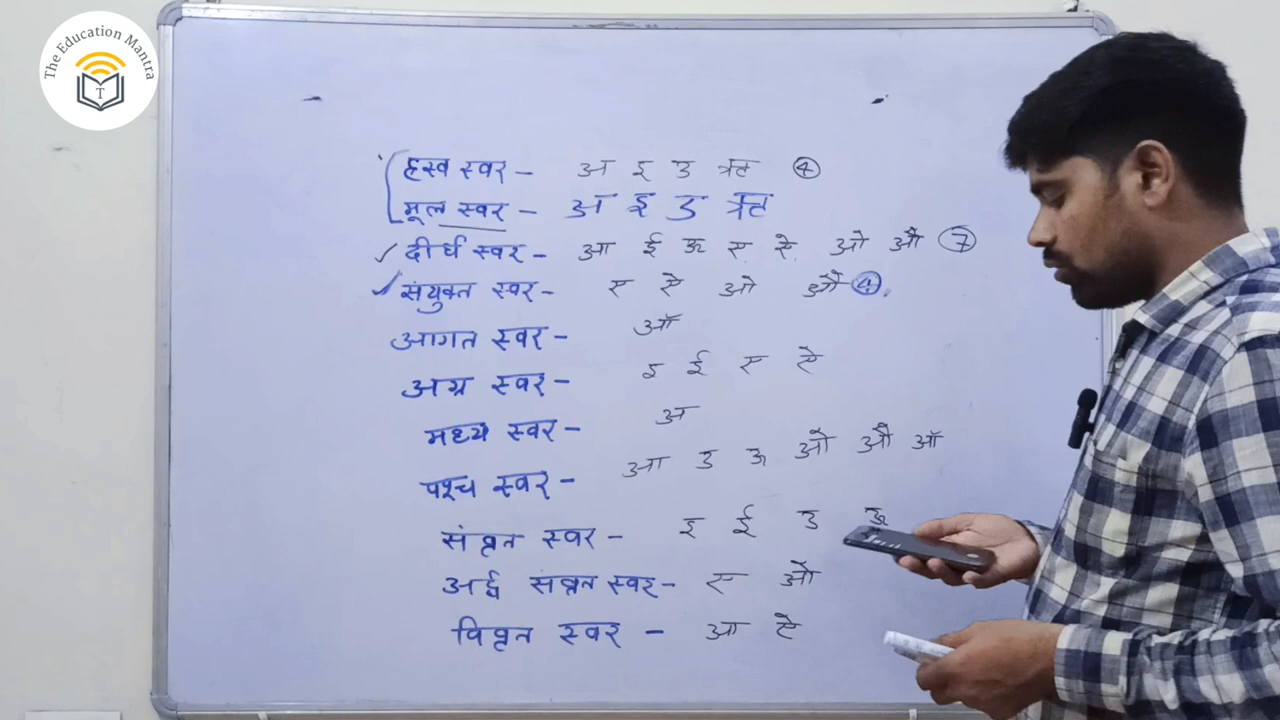 The Education Mantra
T
ह्रस्व स्वर - अ इ उ ऋ ④
मूल स्वर - अ इ उ ऋ
दीर्घ स्वर - आ ई ऊ ए ऐ ओ औ ⑦
संयुक्त स्वर - ए ऐ ओ औ ④
आगत स्वर - ऑ
अग्र स्वर - इ ई ए ऐ
मध्य स्वर - अ
पश्च स्वर - आ उ ऊ ओ औ ऑ
संवृत स्वर - इ ई उ ऊ
अर्द्ध संवृत स्वर - ए ओ
विवृत स्वर - आ ऐ